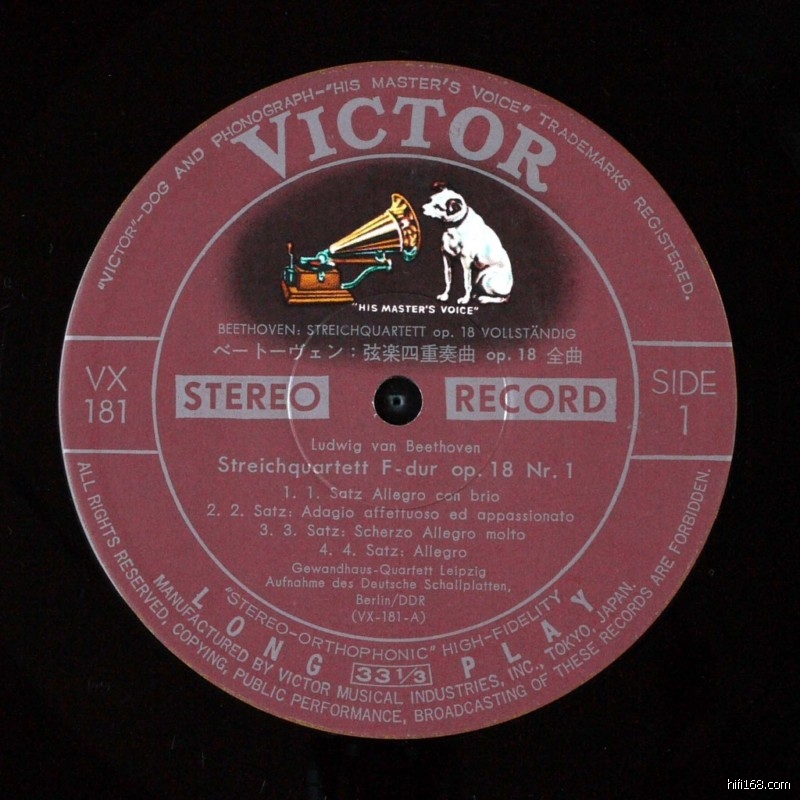 "VICTOR"-DOG AND PHONOGRAPH-"HIS MASTER'S VOICE" TRADEMARKS REGISTERED.
VICTOR
"HIS MASTER'S VOICE"
BEETHOVEN: STREICHQUARTETT op. 18 VOLLSTÄNDIG
ベートーヴェン：弦楽四重奏曲 op. 18 全曲
VX
181
STEREO RECORD
SIDE
1
Ludwig van Beethoven
Streichquartett F-dur op. 18 Nr. 1
1. 1. Satz Allegro con brio
2. 2. Satz: Adagio affettuoso ed appassionato
3. 3. Satz: Scherzo Allegro molto
4. 4. Satz: Allegro
Gewandhaus-Quartett Leipzig
Aufnahme des Deutsche Schallplatten,
Berlin/DDR
(VX-181-A)
"STEREO-ORTHOPHONIC" HIGH-FIDELITY
LONG 33 1/3 PLAY
MANUFACTURED BY VICTOR MUSICAL INDUSTRIES, INC., TOKYO, JAPAN.
ALL RIGHTS RESERVED, COPYING, PUBLIC PERFORMANCE, BROADCASTING OF THESE RECORDS ARE FORBIDDEN.
hifi168.com